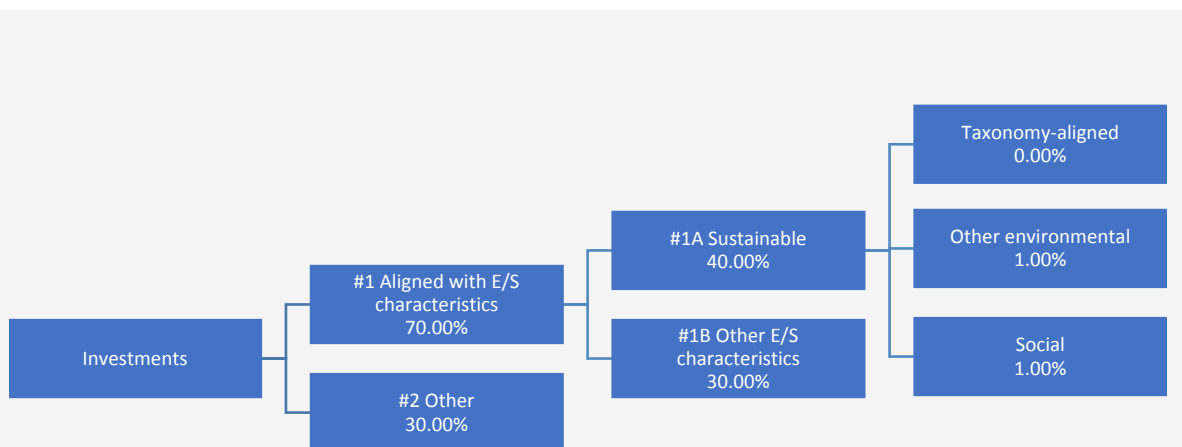 Investments
#1 Aligned with E/S
characteristics
70.00%
#2 Other
30.00%
#1A Sustainable
40.00%
#1B Other E/S
characteristics
30.00%
Taxonomy-aligned
0.00%
Other environmental
1.00%
Social
1.00%